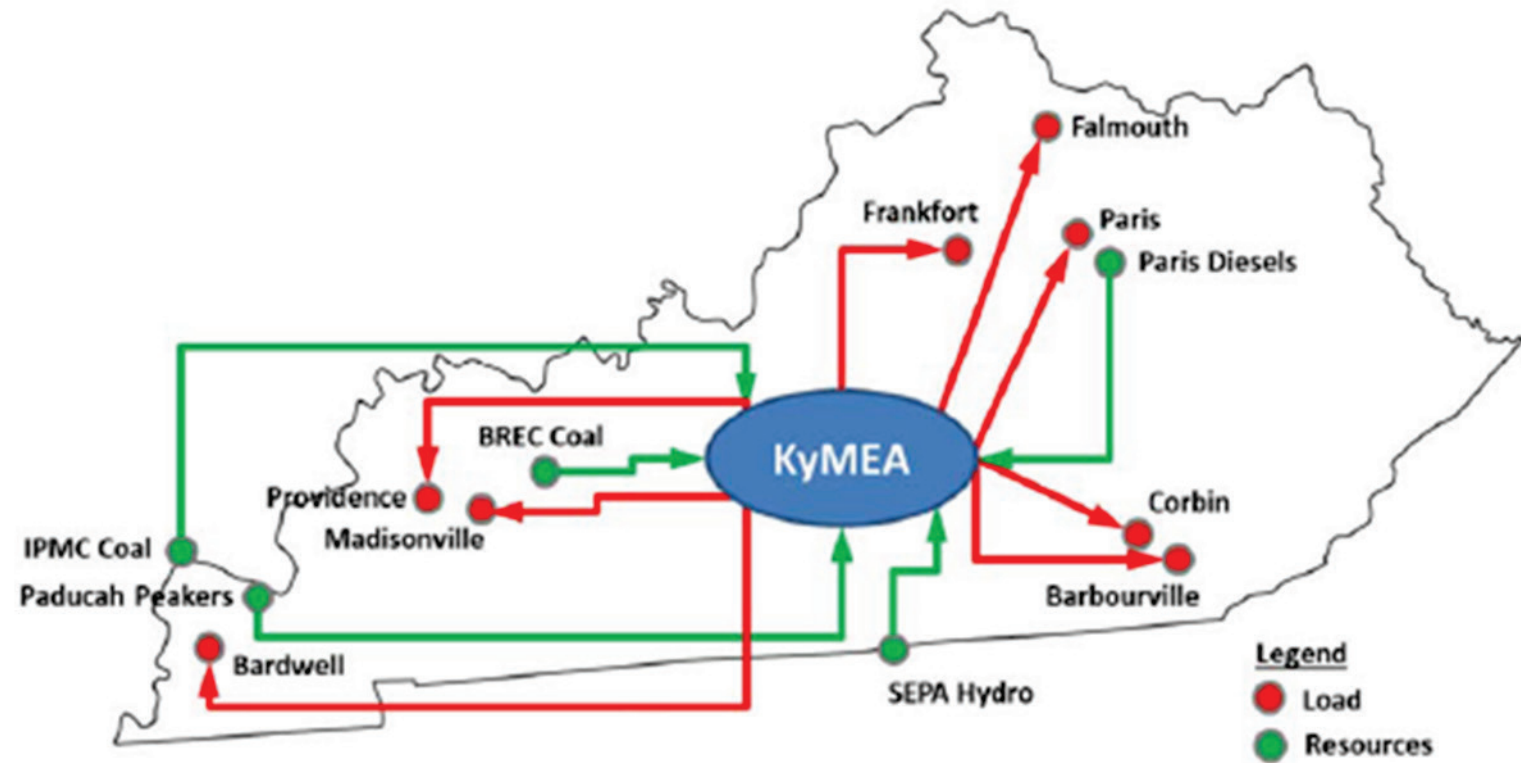 Falmouth
Frankfort
Paris
Paris Diesels
BREC Coal
KyMEA
Providence
Madisonville
Corbin
IPMC Coal
Paducah Peakers
Barbourville
Bardwell
SEPA Hydro
Legend
Load
Resources